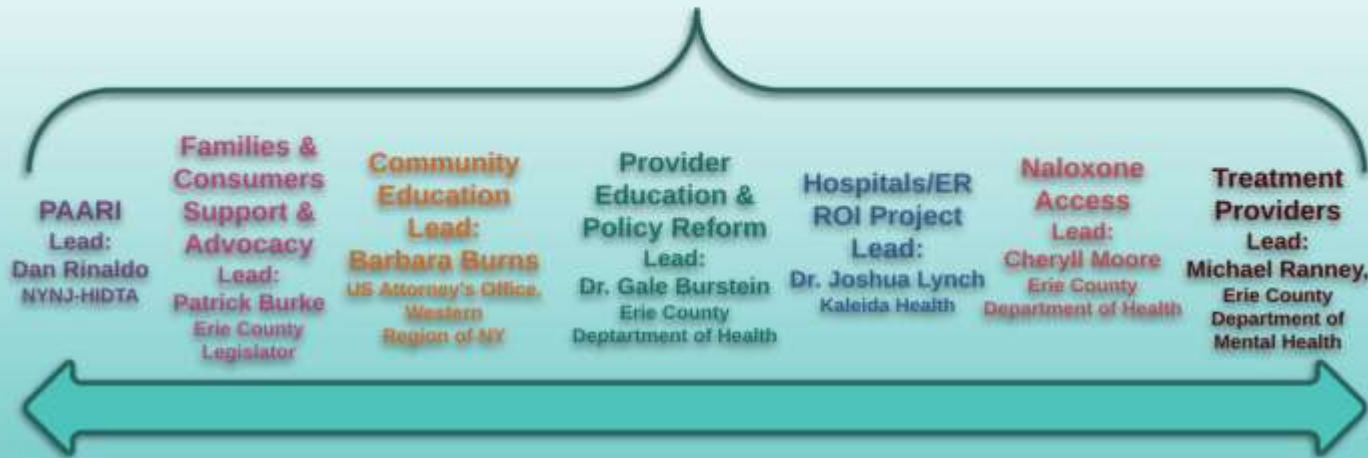 PAARI
Lead:
Dan Rinaldo
NYNJ-HIDTA
Families &
Consumers
Support &
Advocacy
Lead:
Patrick Burke
Erie County
Legislator
Community
Education
Lead:
Barbara Burns
US Attorney's Office.
Western
Region of NY
Provider
Education &
Policy Reform
Lead:
Dr. Gale Burstein
Erie County
Deptartment of Health
Hospitals/ER
ROI Project
Lead:
Dr. Joshua Lynch
Kaleida Health
Naloxone
Access
Lead:
Cheryll Moore
Erie County
Department of Health
Treatment
Providers
Lead:
Michael Ranney.
Erie County
Department of
Mental Health